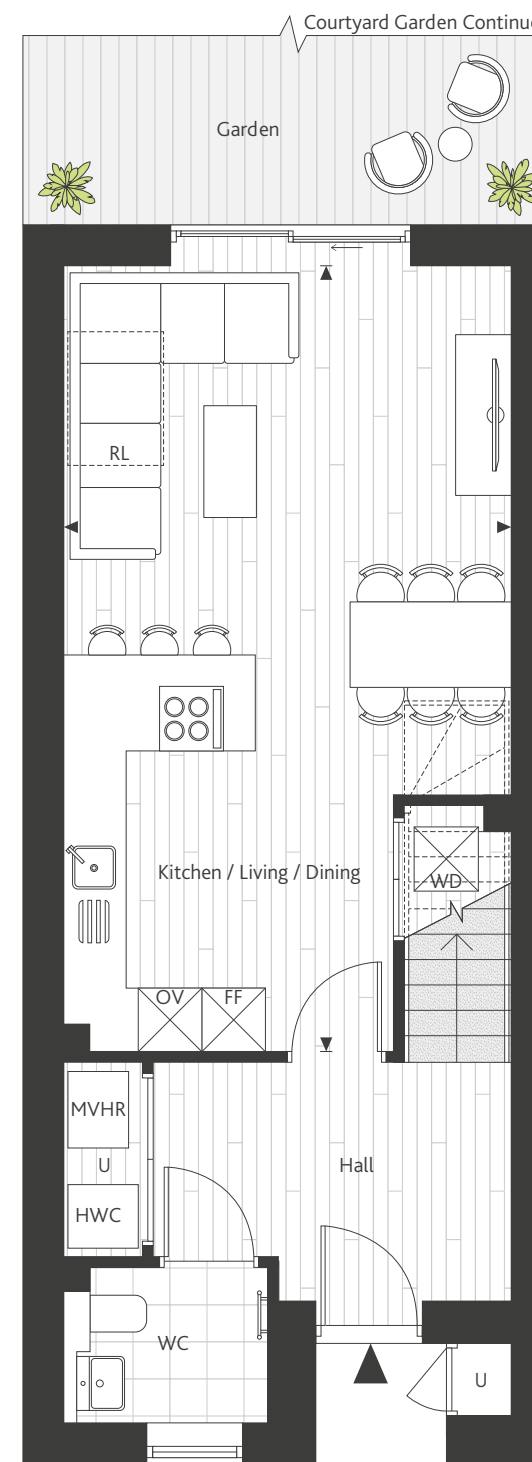 Courtyard Garden Continue
Garden
RL
Kitchen / Living / Dining
WD
OV
FF
MVHR
U
Hall
HWC
WC
U